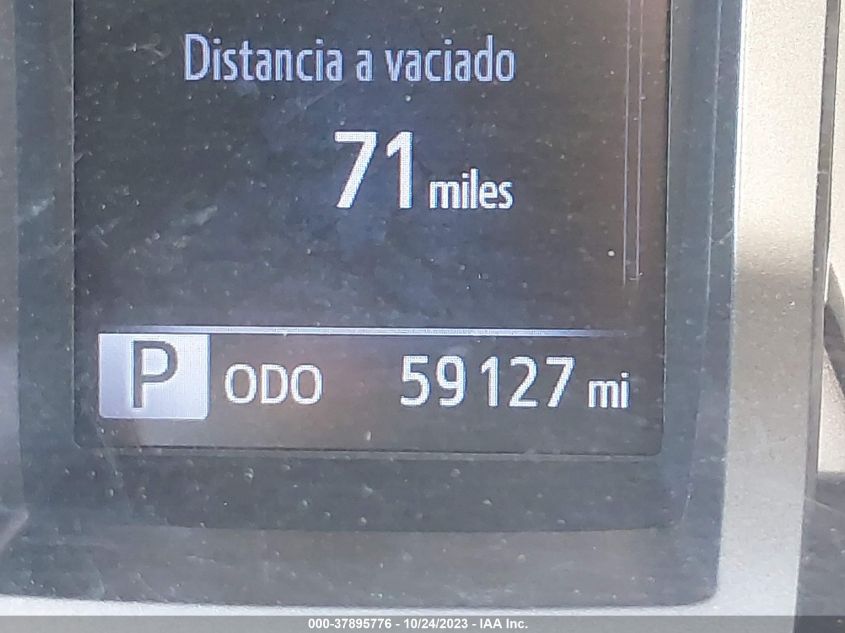 Distancia a vaciado
71 miles
P ODO 59127 mi
000-37895776 - 10/24/2023 - IAA Inc.